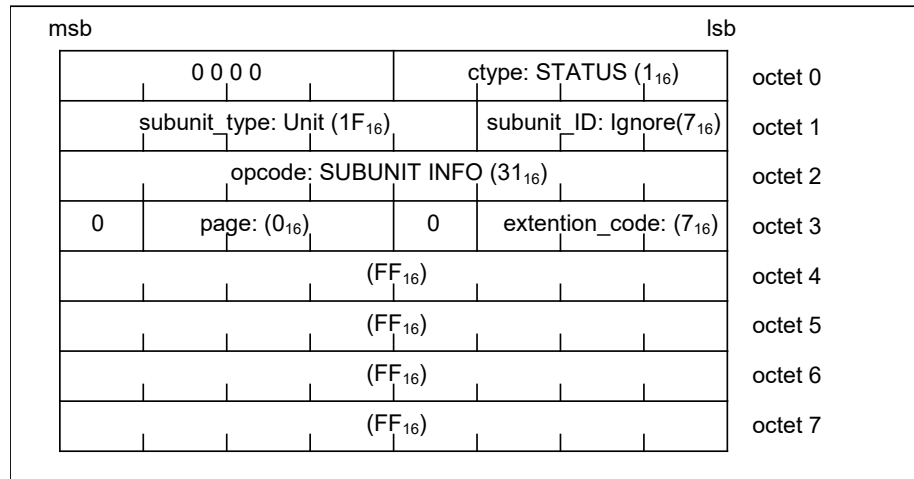 msb lsb
0 0 0 0 ctype: STATUS (1₁₆) octet 0
subunit_type: Unit (1F₁₆) subunit_ID: Ignore(7₁₆) octet 1
opcode: SUBUNIT INFO (31₁₆) octet 2
0 page: (0₁₆) 0 extention_code: (7₁₆) octet 3
(FF₁₆) octet 4
(FF₁₆) octet 5
(FF₁₆) octet 6
(FF₁₆) octet 7